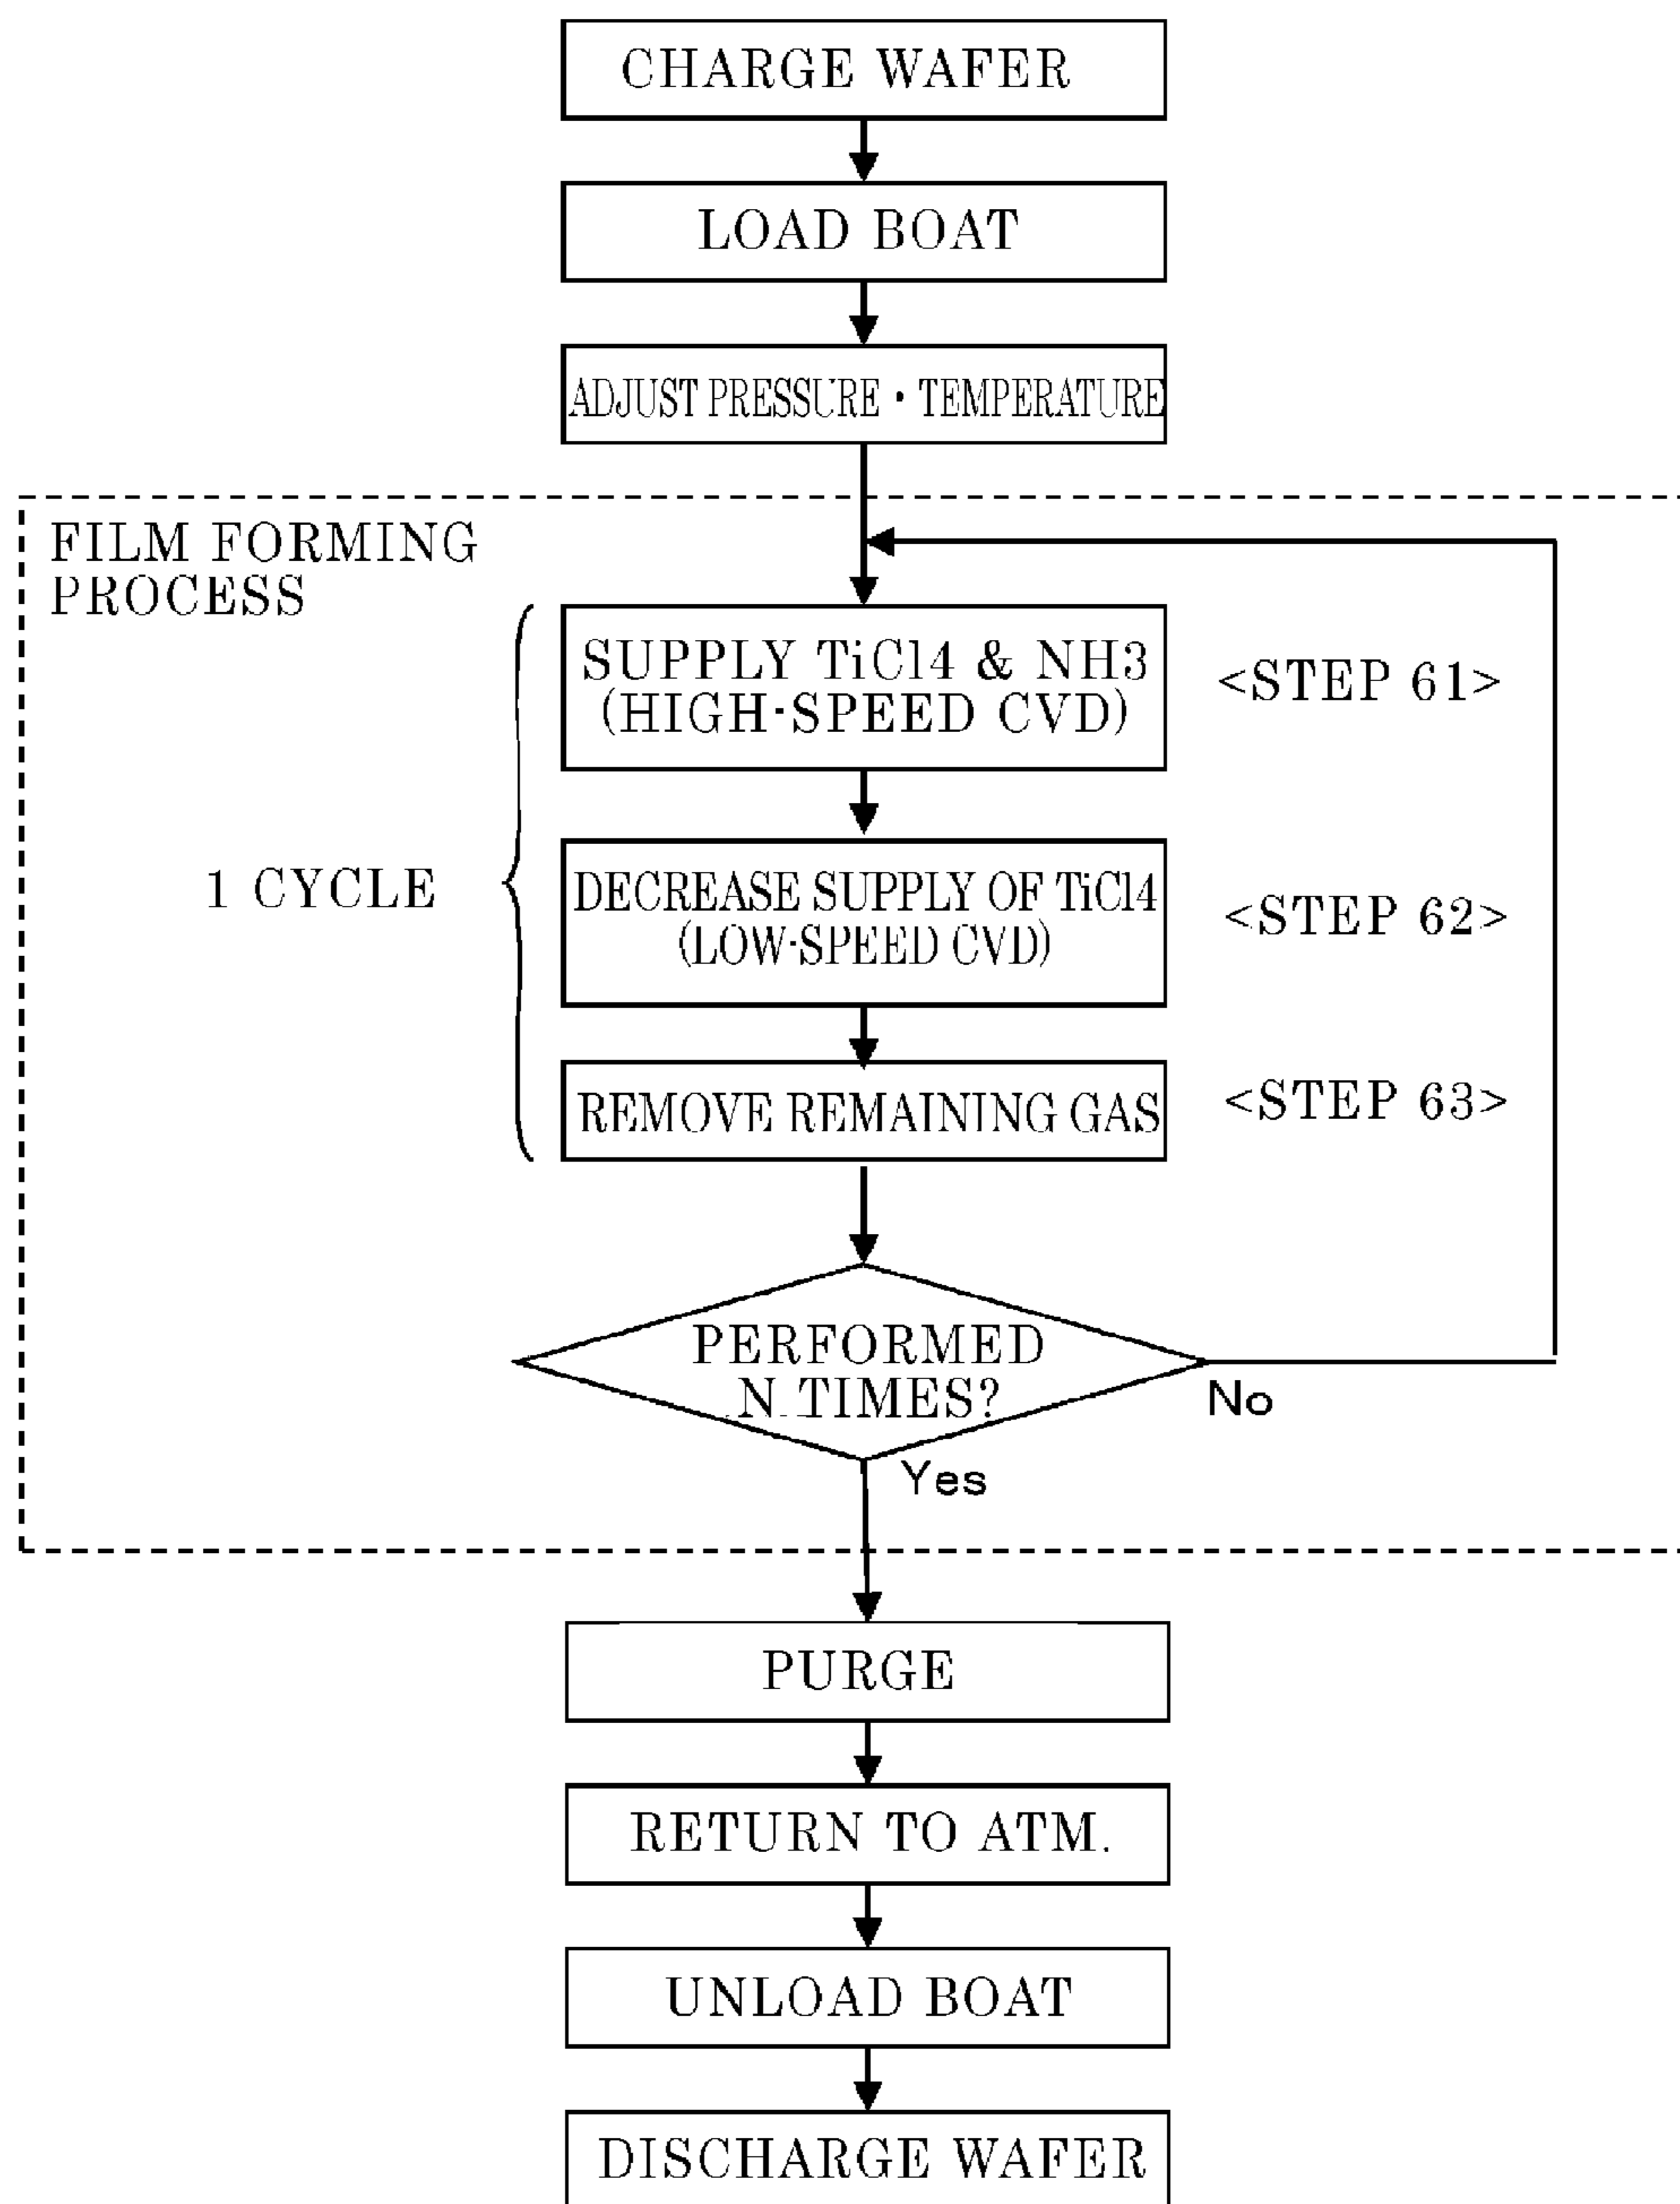 CHARGE WAFER
LOAD BOAT
ADJUST PRESSURE・TEMPERATURE
FILM FORMING
PROCESS
SUPPLY TiCl4 & NH3
(HIGH-SPEED CVD)
<STEP 61>
1 CYCLE
DECREASE SUPPLY OF TiCl4
(LOW-SPEED CVD)
<STEP 62>
REMOVE REMAINING GAS
<STEP 63>
PERFORMED
N TIMES?
No
Yes
PURGE
RETURN TO ATM.
UNLOAD BOAT
DISCHARGE WAFER